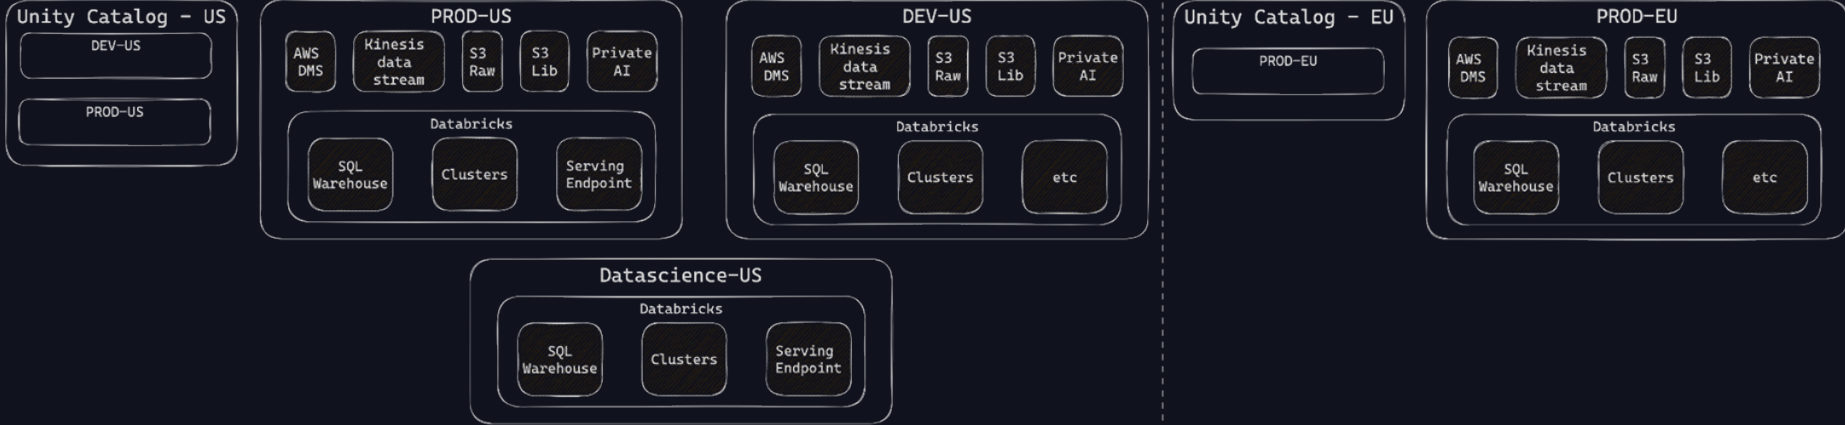 Unity Catalog - US
DEV-US
PROD-US
PROD-US
AWS
DMS
Kinesis
data
stream
S3
Raw
S3
Lib
Private
AI
Databricks
SQL
Warehouse
Clusters
Serving
Endpoint
DEV-US
AWS
DMS
Kinesis
data
stream
S3
Raw
S3
Lib
Private
AI
Databricks
SQL
Warehouse
Clusters
etc
Datascience-US
Databricks
SQL
Warehouse
Clusters
Serving
Endpoint
Unity Catalog - EU
PROD-EU
PROD-EU
AWS
DMS
Kinesis
data
stream
S3
Raw
S3
Lib
Private
AI
Databricks
SQL
Warehouse
Clusters
etc